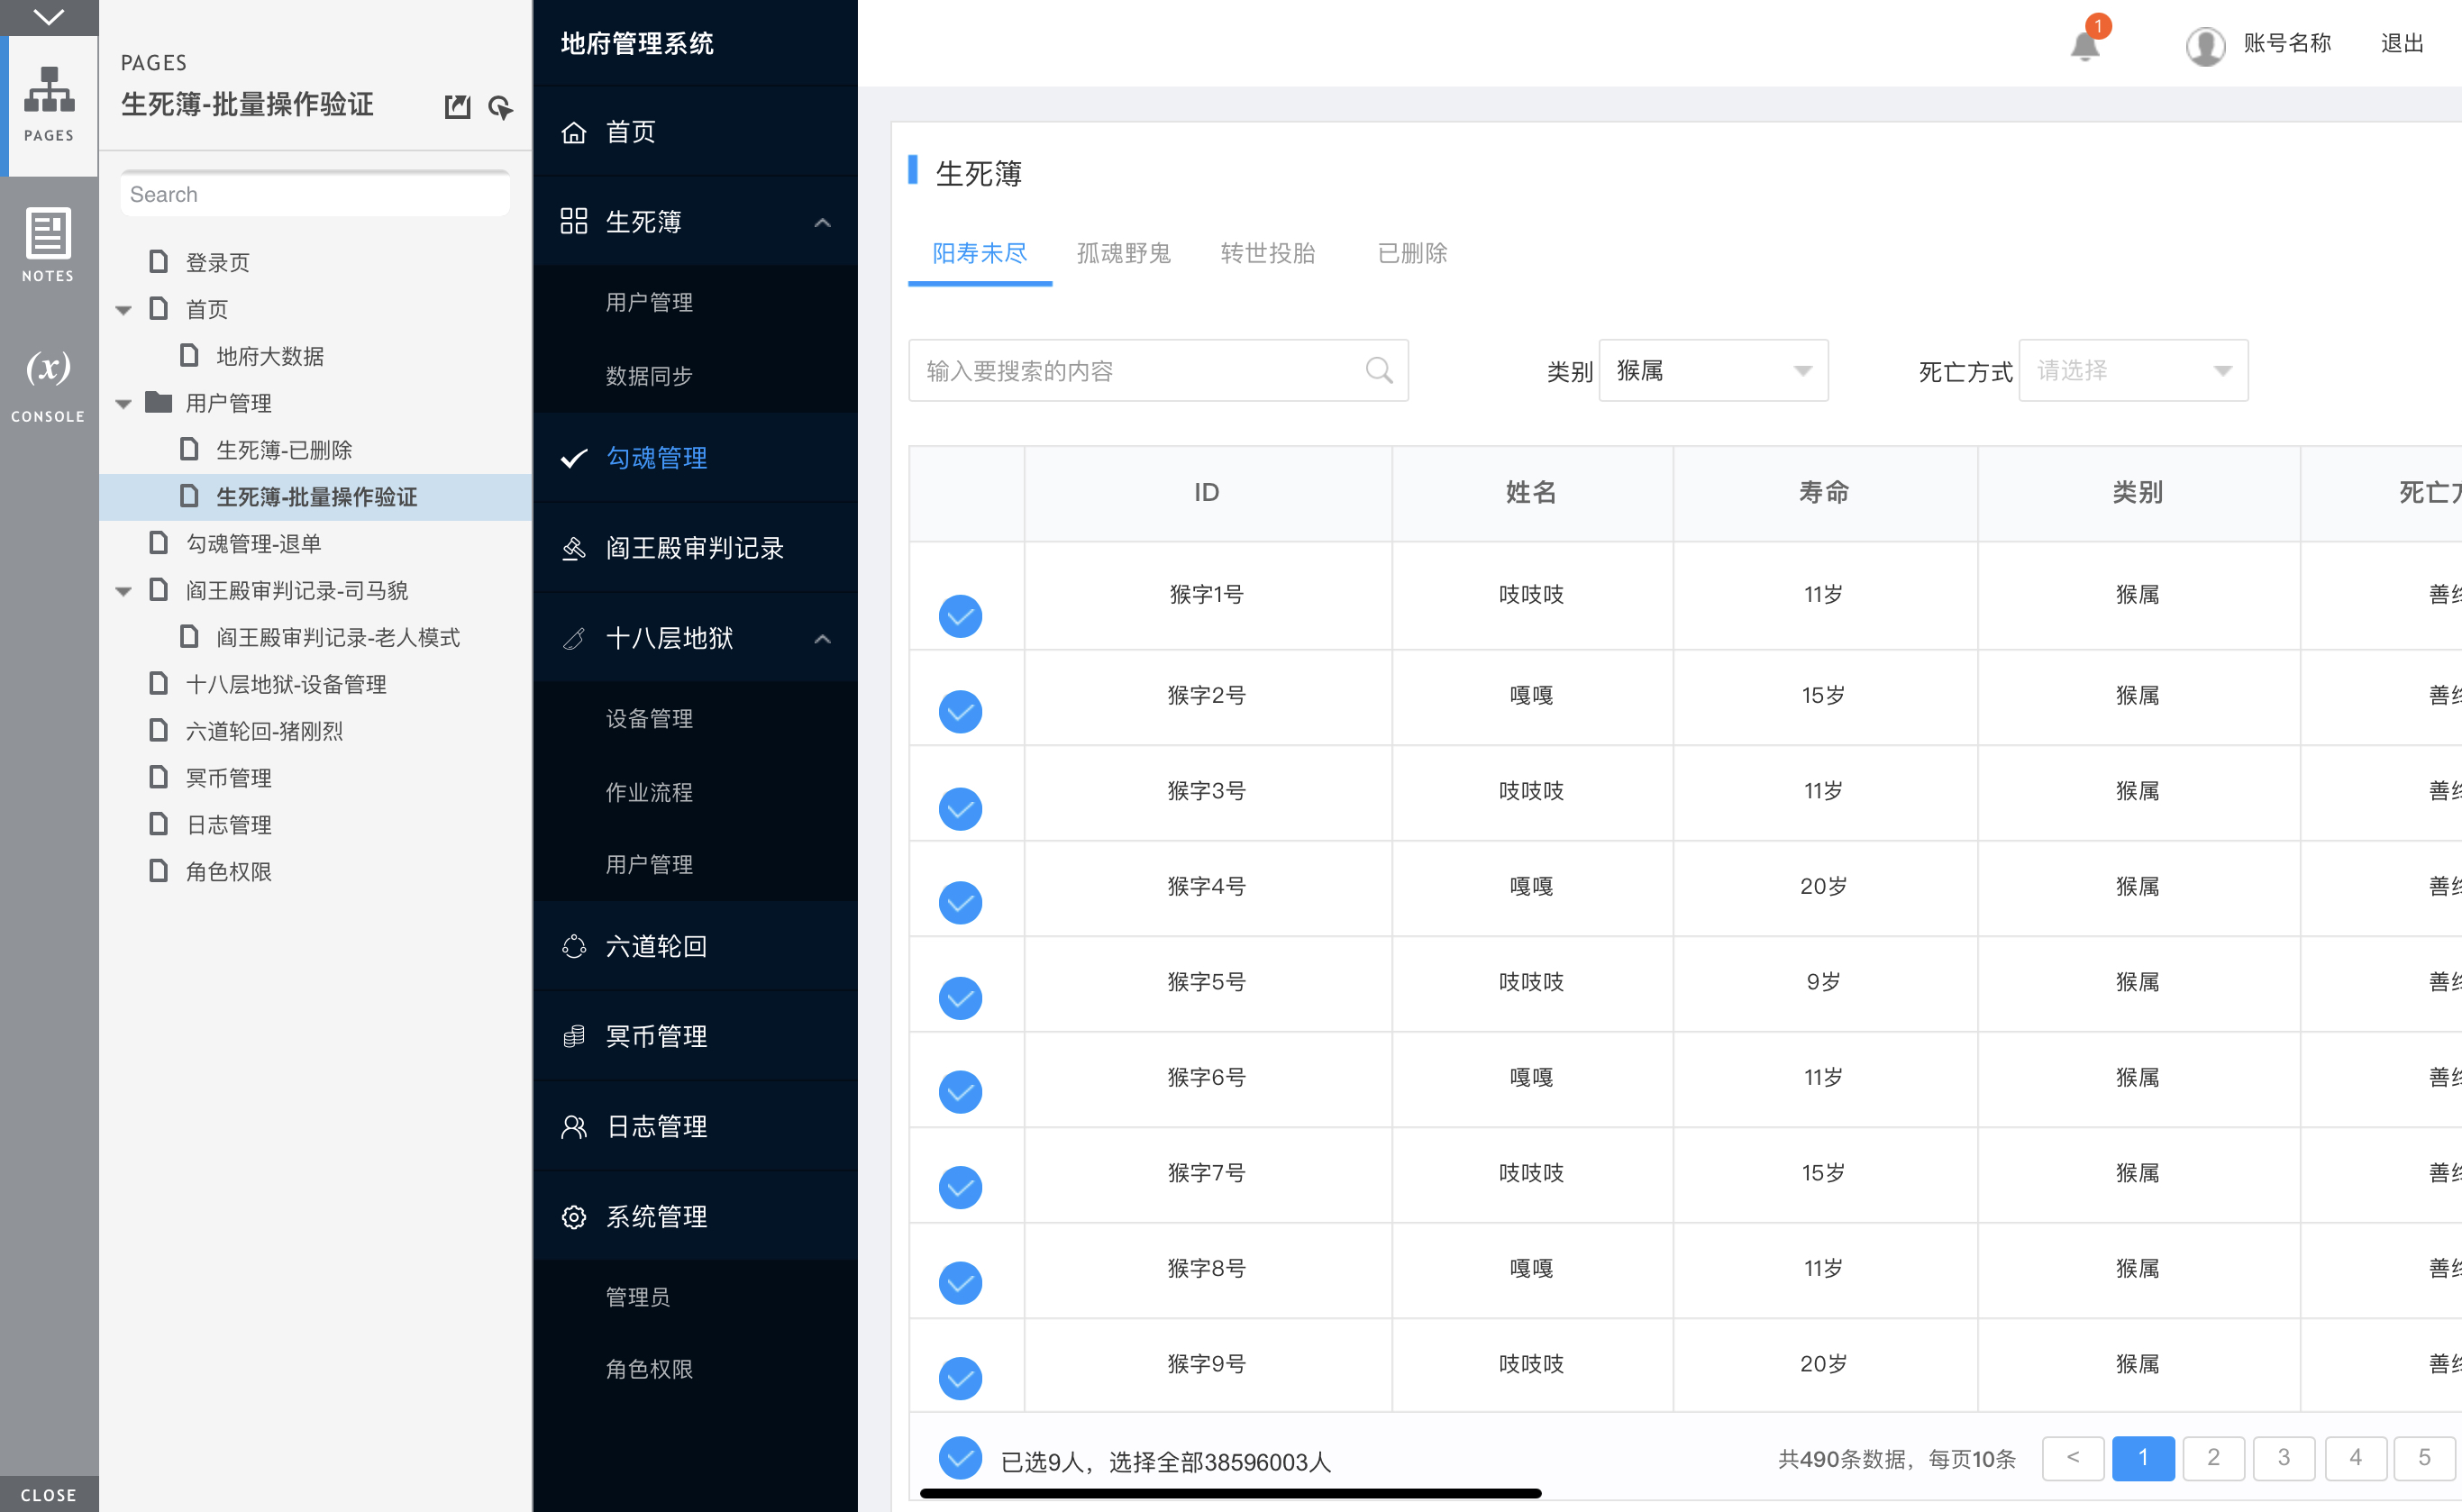 PAGES
NOTES
(x)
CONSOLE
CLOSE
PAGES
生死簿-批量操作验证
Search
登录页
首页
地府大数据
用户管理
生死簿-已删除
生死簿-批量操作验证
勾魂管理-退单
阎王殿审判记录-司马貌
阎王殿审判记录-老人模式
十八层地狱-设备管理
六道轮回-猪刚烈
冥币管理
日志管理
角色权限
地府管理系统
首页
生死簿
用户管理
数据同步
勾魂管理
阎王殿审判记录
十八层地狱
设备管理
作业流程
用户管理
六道轮回
冥币管理
日志管理
系统管理
管理员
角色权限
1 账号名称 退出
生死簿
阳寿未尽 孤魂野鬼 转世投胎 已删除
输入要搜索的内容 类别 猴属 死亡方式 请选择
ID 姓名 寿命 类别 死亡
猴字1号 吱吱吱 11岁 猴属 善
猴字2号 嘎嘎 15岁 猴属 善
猴字3号 吱吱吱 11岁 猴属 善
猴字4号 嘎嘎 20岁 猴属 善
猴字5号 吱吱吱 9岁 猴属 善
猴字6号 嘎嘎 11岁 猴属 善
猴字7号 吱吱吱 15岁 猴属 善
猴字8号 嘎嘎 11岁 猴属 善
猴字9号 吱吱吱 20岁 猴属 善
已选9人，选择全部38596003人 共490条数据，每页10条 < 1 2 3 4 5